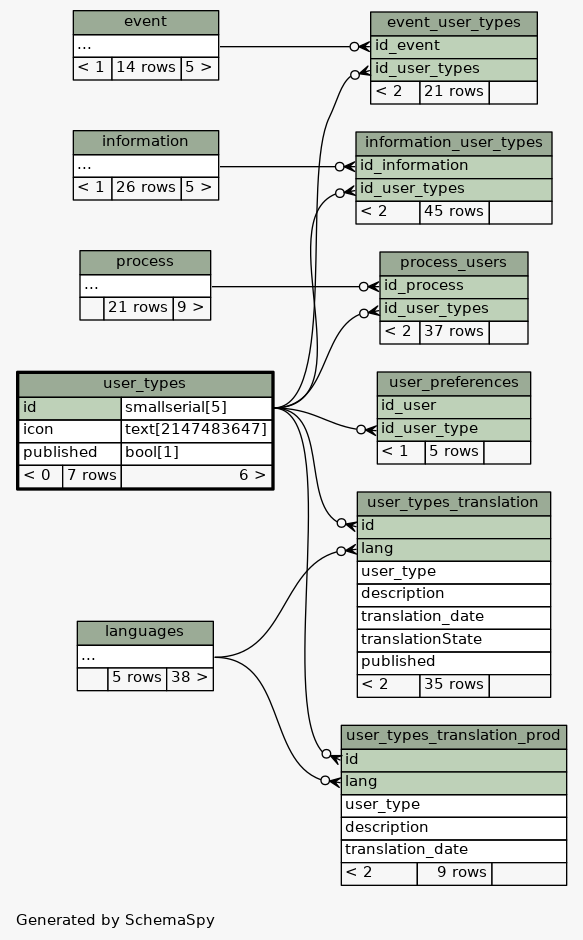 event
...
< 1 14 rows 5 >
event_user_types
id_event
id_user_types
< 2 21 rows
information
...
< 1 26 rows 5 >
information_user_types
id_information
id_user_types
< 2 45 rows
process
...
21 rows 9 >
process_users
id_process
id_user_types
< 2 37 rows
user_types
id smallserial[5]
icon text[2147483647]
published bool[1]
< 0 7 rows 6 >
user_preferences
id_user
id_user_type
< 1 5 rows
user_types_translation
id
lang
user_type
description
translation_date
translationState
published
< 2 35 rows
languages
...
5 rows 38 >
user_types_translation_prod
id
lang
user_type
description
translation_date
< 2 9 rows
Generated by SchemaSpy